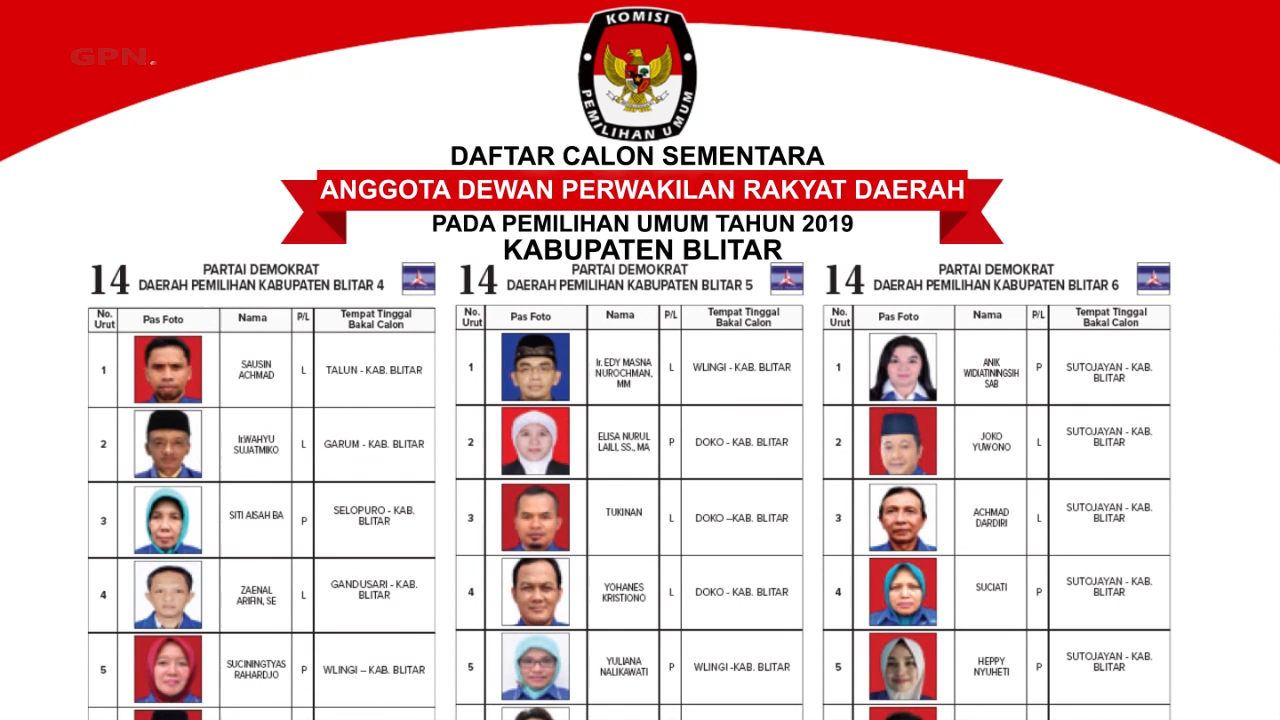 GPN.
KOMISI
PEMILIHAN UMUM
DAFTAR CALON SEMENTARA
ANGGOTA DEWAN PERWAKILAN RAKYAT DAERAH
PADA PEMILIHAN UMUM TAHUN 2019
KABUPATEN BLITAR
14
PARTAI DEMOKRAT
DAERAH PEMILIHAN KABUPATEN BLITAR 4
No. Urut Pas Foto Nama P/L Tempat Tinggal Bakal Calon
1 SAUSIN ACHMAD L TALUN - KAB. BLITAR
2 Ir.WAHYU SUJATMIKO L GARUM - KAB. BLITAR
3 SITI AISAH BA P SELOPURO - KAB. BLITAR
4 ZAENAL ARIFIN, SE L GANDUSARI - KAB. BLITAR
5 SUCININGTYAS RAHARDJO P WLINGI – KAB. BLITAR
14
PARTAI DEMOKRAT
DAERAH PEMILIHAN KABUPATEN BLITAR 5
No. Urut Pas Foto Nama P/L Tempat Tinggal Bakal Calon
1 Ir. EDY MASNA NUROCHMAN, MM L WLINGI - KAB. BLITAR
2 ELISA NURUL LAILI, SS., MA P DOKO - KAB. BLITAR
3 TUKINAN L DOKO –KAB. BLITAR
4 YOHANES KRISTIONO L DOKO - KAB. BLITAR
5 YULIANA NALIKAWATI P WLINGI -KAB. BLITAR
14
PARTAI DEMOKRAT
DAERAH PEMILIHAN KABUPATEN BLITAR 6
No. Urut Pas Foto Nama P/L Tempat Tinggal Bakal Calon
1 ANIK WIDIATININGSIH SAB P SUTOJAYAN - KAB. BLITAR
2 JOKO YUWONO L SUTOJAYAN - KAB. BLITAR
3 ACHMAD DARDIRI L SUTOJAYAN - KAB. BLITAR
4 SUCIATI P SUTOJAYAN - KAB. BLITAR
5 HEPPY NYUHETI P SUTOJAYAN - KAB. BLITAR